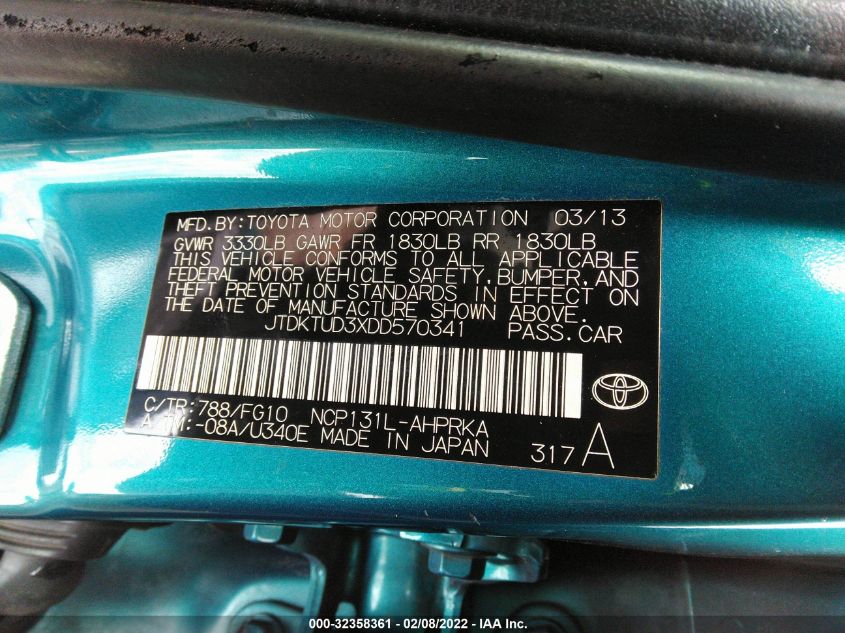 MFD.BY:TOYOTA MOTOR CORPORATION 03/13
GVWR 3330LB GAWR FR 1830LB RR 1830LB
THIS VEHICLE CONFORMS TO ALL APPLICABLE
FEDERAL MOTOR VEHICLE SAFETY,BUMPER,AND
THEFT PREVENTION STANDARDS IN EFFECT ON
THE DATE OF MANUFACTURE SHOWN ABOVE.
JTDKTUD3XDD570341 PASS.CAR
C/TR:788/FG10 NCP131L-AHPRKA
A/TM:-08A/U340E MADE IN JAPAN 317A
000-32358361 - 02/08/2022 - IAA Inc.